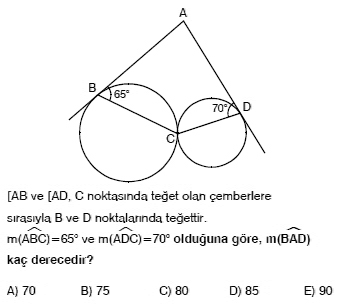 A
B
65°
70°
D
C
[AB ve [AD, C noktasında teğet olan çemberlere
sırasıyla B ve D noktalarında teğettir.
m(ABC)=65° ve m(ADC)=70° olduğuna göre, m(BAD)
kaç derecedir?
A) 70 B) 75 C) 80 D) 85 E) 90